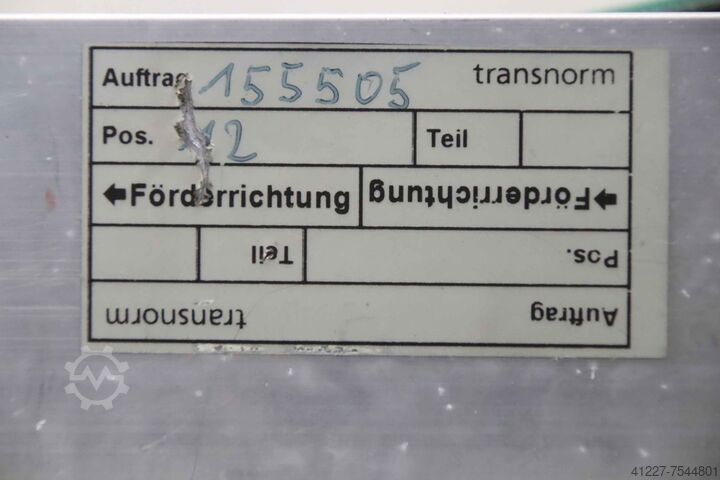 Auftrag 155505 transnorm
Pos. 12 Teil
←Förderrichtung ←Förderrichtung
Teil Pos.
transnorm Auftrag
41227-7544801